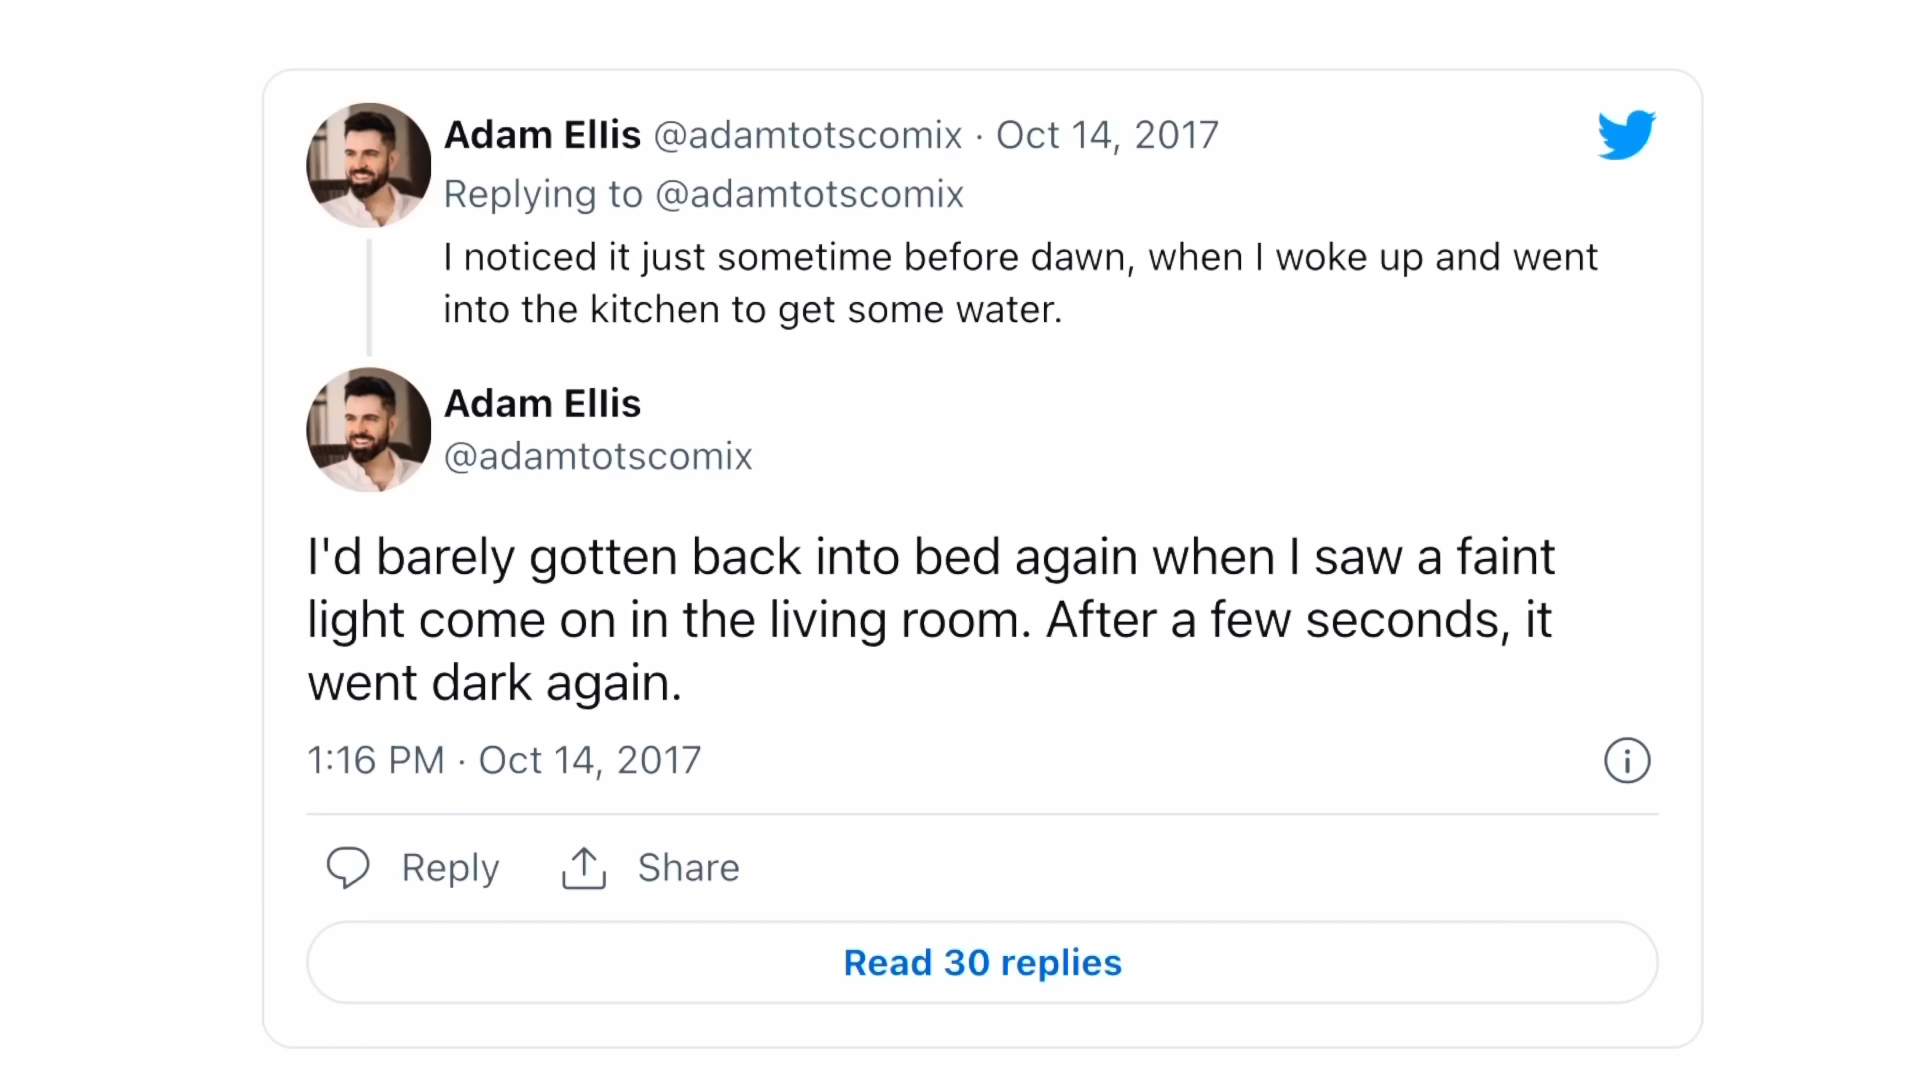 Adam Ellis @adamtotscomix · Oct 14, 2017
Replying to @adamtotscomix
I noticed it just sometime before dawn, when I woke up and went
into the kitchen to get some water.
Adam Ellis
@adamtotscomix
I'd barely gotten back into bed again when I saw a faint
light come on in the living room. After a few seconds, it
went dark again.
1:16 PM · Oct 14, 2017
Reply Share
Read 30 replies